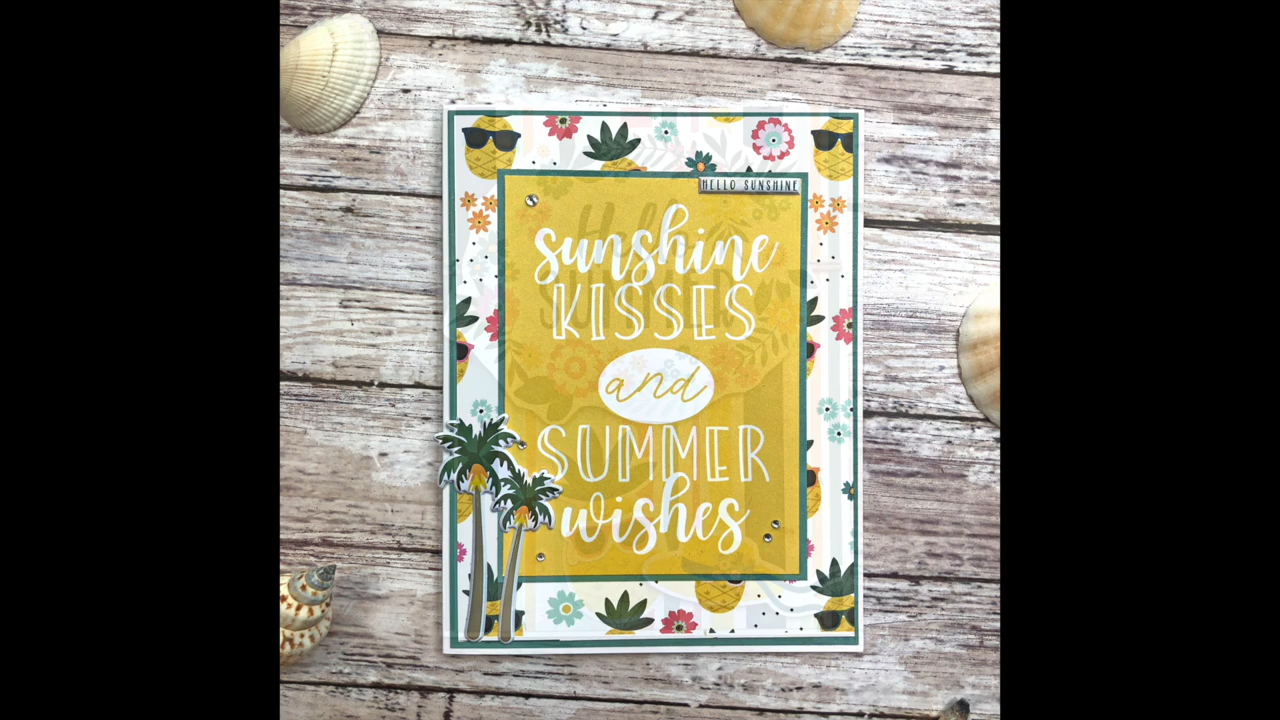 HELLO SUNSHINE
sunshine
KISSES
and
SUMMER
wishes